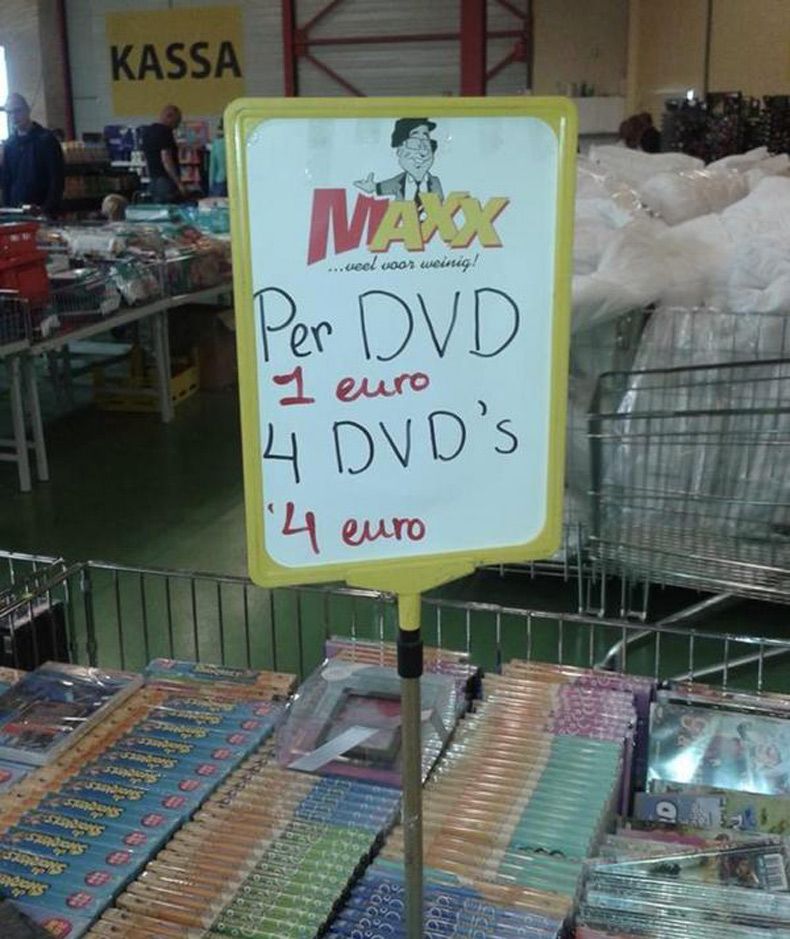 KASSA
MAXX
...veel voor weinig!
Per DVD
1 euro
4 DVD's
4 euro